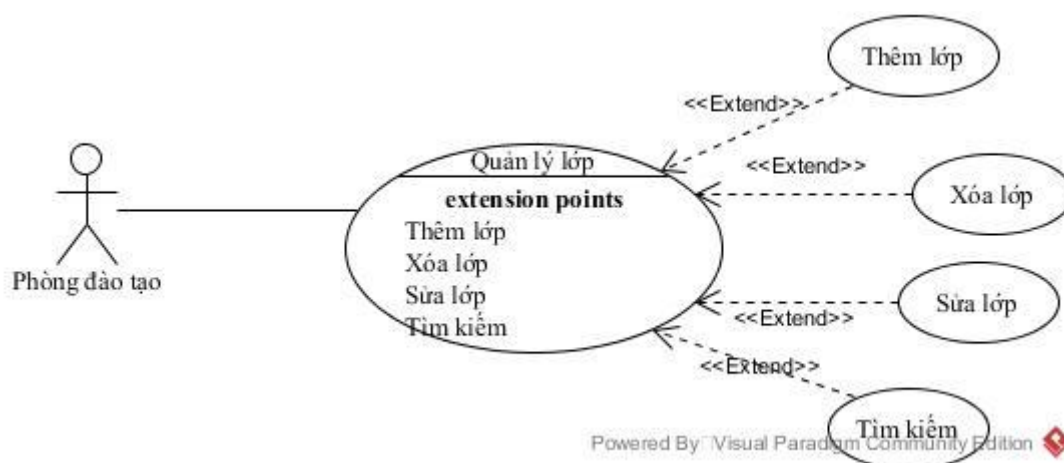 Thêm lớp
<<Extend>>
Quản lý lớp
<<Extend>>
extension points
Xóa lớp
Thêm lớp
Xóa lớp
Phòng đào tạo
Sửa lớp
Sửa lớp
<<Extend>>
Tìm kiếm
<<Extend>>
Tìm kiếm
Powered By Visual Paradigm Community Edition